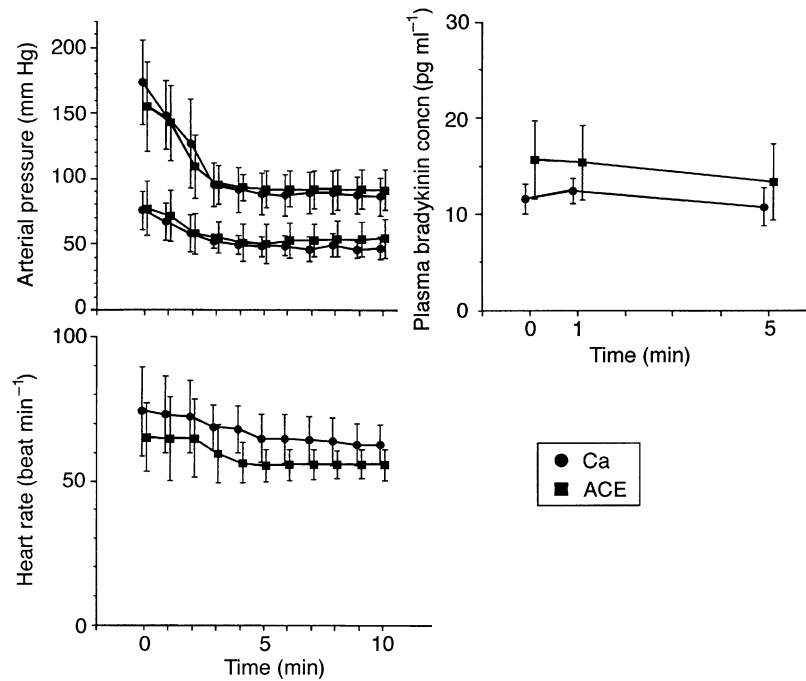 Arterial pressure (mm Hg)
200
150
100
50
0
Plasma bradykinin concn (pg ml⁻¹)
30
20
10
0
0 1 5
Time (min)
Heart rate (beat min⁻¹)
100
50
0
0 5 10
Time (min)
Ca
ACE